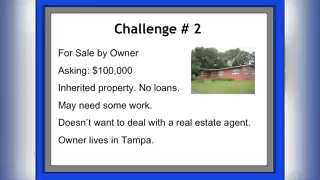 Challenge # 2
For Sale by Owner
Asking: $100,000
Inherited property. No loans.
May need some work.
Doesn’t want to deal with a real estate agent.
Owner lives in Tampa.